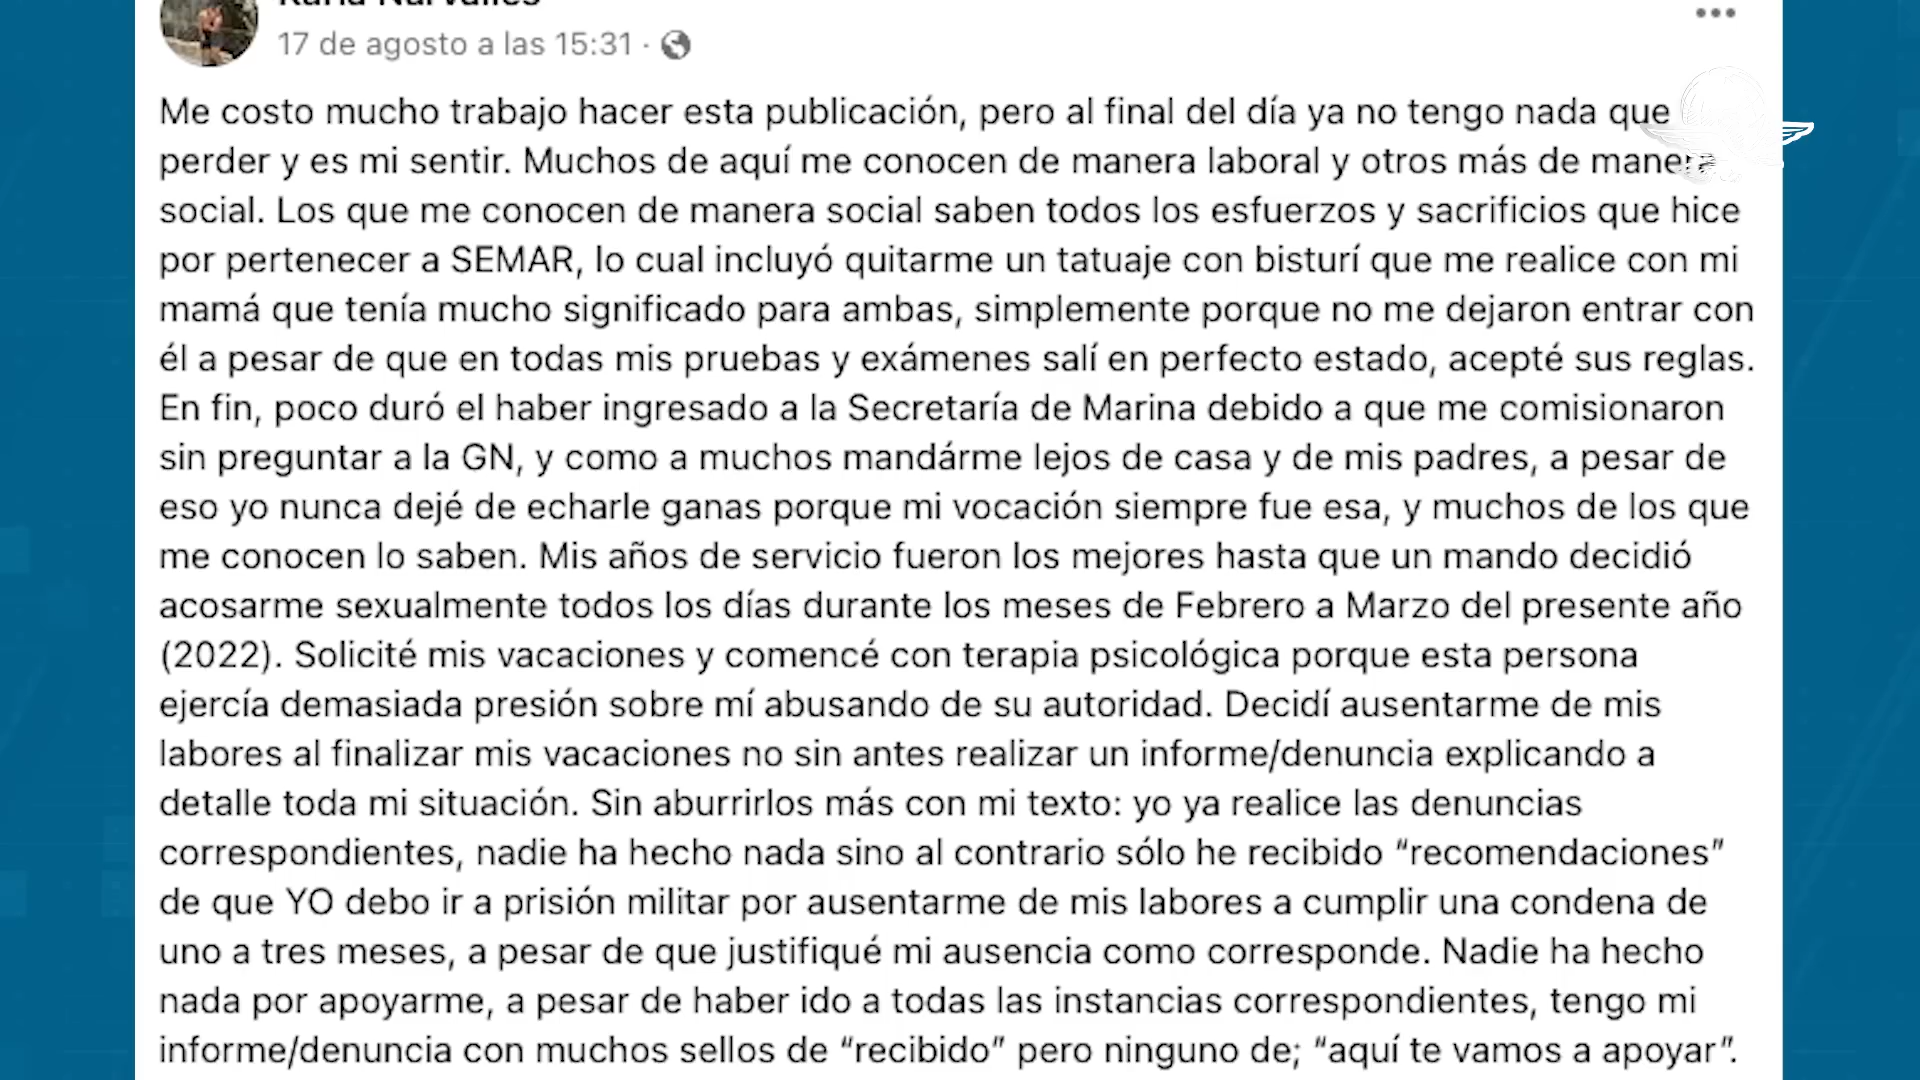 17 de agosto a las 15:31 ·
Me costo mucho trabajo hacer esta publicación, pero al final del día ya no tengo nada que
perder y es mi sentir. Muchos de aquí me conocen de manera laboral y otros más de manera
social. Los que me conocen de manera social saben todos los esfuerzos y sacrificios que hice
por pertenecer a SEMAR, lo cual incluyó quitarme un tatuaje con bisturí que me realice con mi
mamá que tenía mucho significado para ambas, simplemente porque no me dejaron entrar con
él a pesar de que en todas mis pruebas y exámenes salí en perfecto estado, acepté sus reglas.
En fin, poco duró el haber ingresado a la Secretaría de Marina debido a que me comisionaron
sin preguntar a la GN, y como a muchos mandárme lejos de casa y de mis padres, a pesar de
eso yo nunca dejé de echarle ganas porque mi vocación siempre fue esa, y muchos de los que
me conocen lo saben. Mis años de servicio fueron los mejores hasta que un mando decidió
acosarme sexualmente todos los días durante los meses de Febrero a Marzo del presente año
(2022). Solicité mis vacaciones y comencé con terapia psicológica porque esta persona
ejercía demasiada presión sobre mí abusando de su autoridad. Decidí ausentarme de mis
labores al finalizar mis vacaciones no sin antes realizar un informe/denuncia explicando a
detalle toda mi situación. Sin aburrirlos más con mi texto: yo ya realice las denuncias
correspondientes, nadie ha hecho nada sino al contrario sólo he recibido “recomendaciones”
de que YO debo ir a prisión militar por ausentarme de mis labores a cumplir una condena de
uno a tres meses, a pesar de que justifiqué mi ausencia como corresponde. Nadie ha hecho
nada por apoyarme, a pesar de haber ido a todas las instancias correspondientes, tengo mi
informe/denuncia con muchos sellos de “recibido” pero ninguno de; “aquí te vamos a apoyar”.